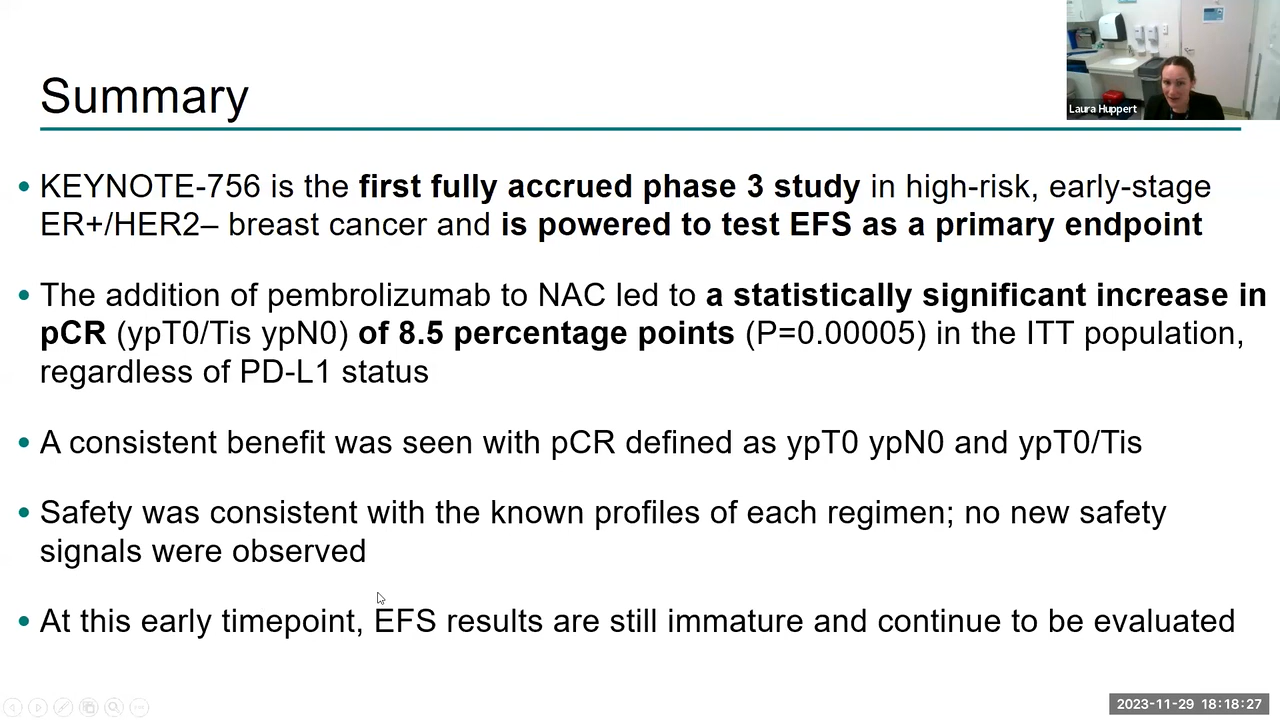 Laura Huppert
Summary
• KEYNOTE-756 is the first fully accrued phase 3 study in high-risk, early-stage
ER+/HER2– breast cancer and is powered to test EFS as a primary endpoint
• The addition of pembrolizumab to NAC led to a statistically significant increase in
pCR (ypT0/Tis ypN0) of 8.5 percentage points (P=0.00005) in the ITT population,
regardless of PD-L1 status
• A consistent benefit was seen with pCR defined as ypT0 ypN0 and ypT0/Tis
• Safety was consistent with the known profiles of each regimen; no new safety
signals were observed
• At this early timepoint, EFS results are still immature and continue to be evaluated
2023-11-29 18:18:27